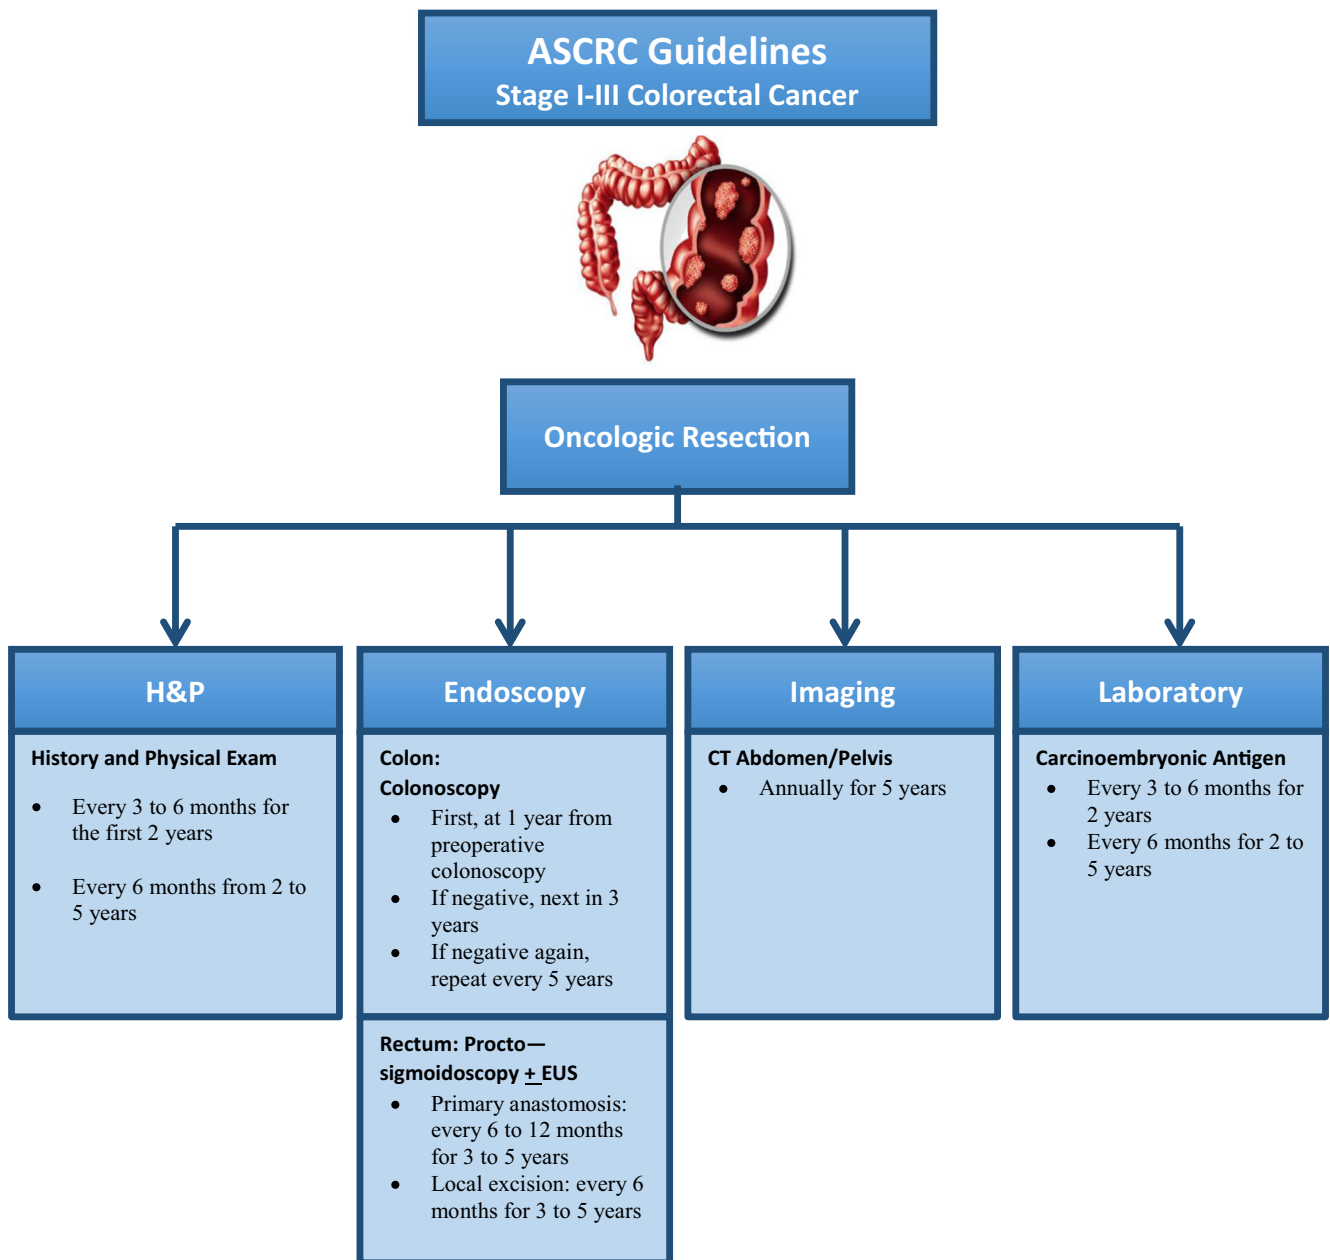 ASCRC Guidelines
Stage I-III Colorectal Cancer
Oncologic Resection
H&P
History and Physical Exam
• Every 3 to 6 months for
the first 2 years
• Every 6 months from 2 to
5 years
Endoscopy
Colon:
Colonoscopy
• First, at 1 year from
preoperative
colonoscopy
• If negative, next in 3
years
• If negative again,
repeat every 5 years
Rectum: Procto—
sigmoidoscopy + EUS
• Primary anastomosis:
every 6 to 12 months
for 3 to 5 years
• Local excision: every 6
months for 3 to 5 years
Imaging
CT Abdomen/Pelvis
• Annually for 5 years
Laboratory
Carcinoembryonic Antigen
• Every 3 to 6 months for
2 years
• Every 6 months for 2 to
5 years